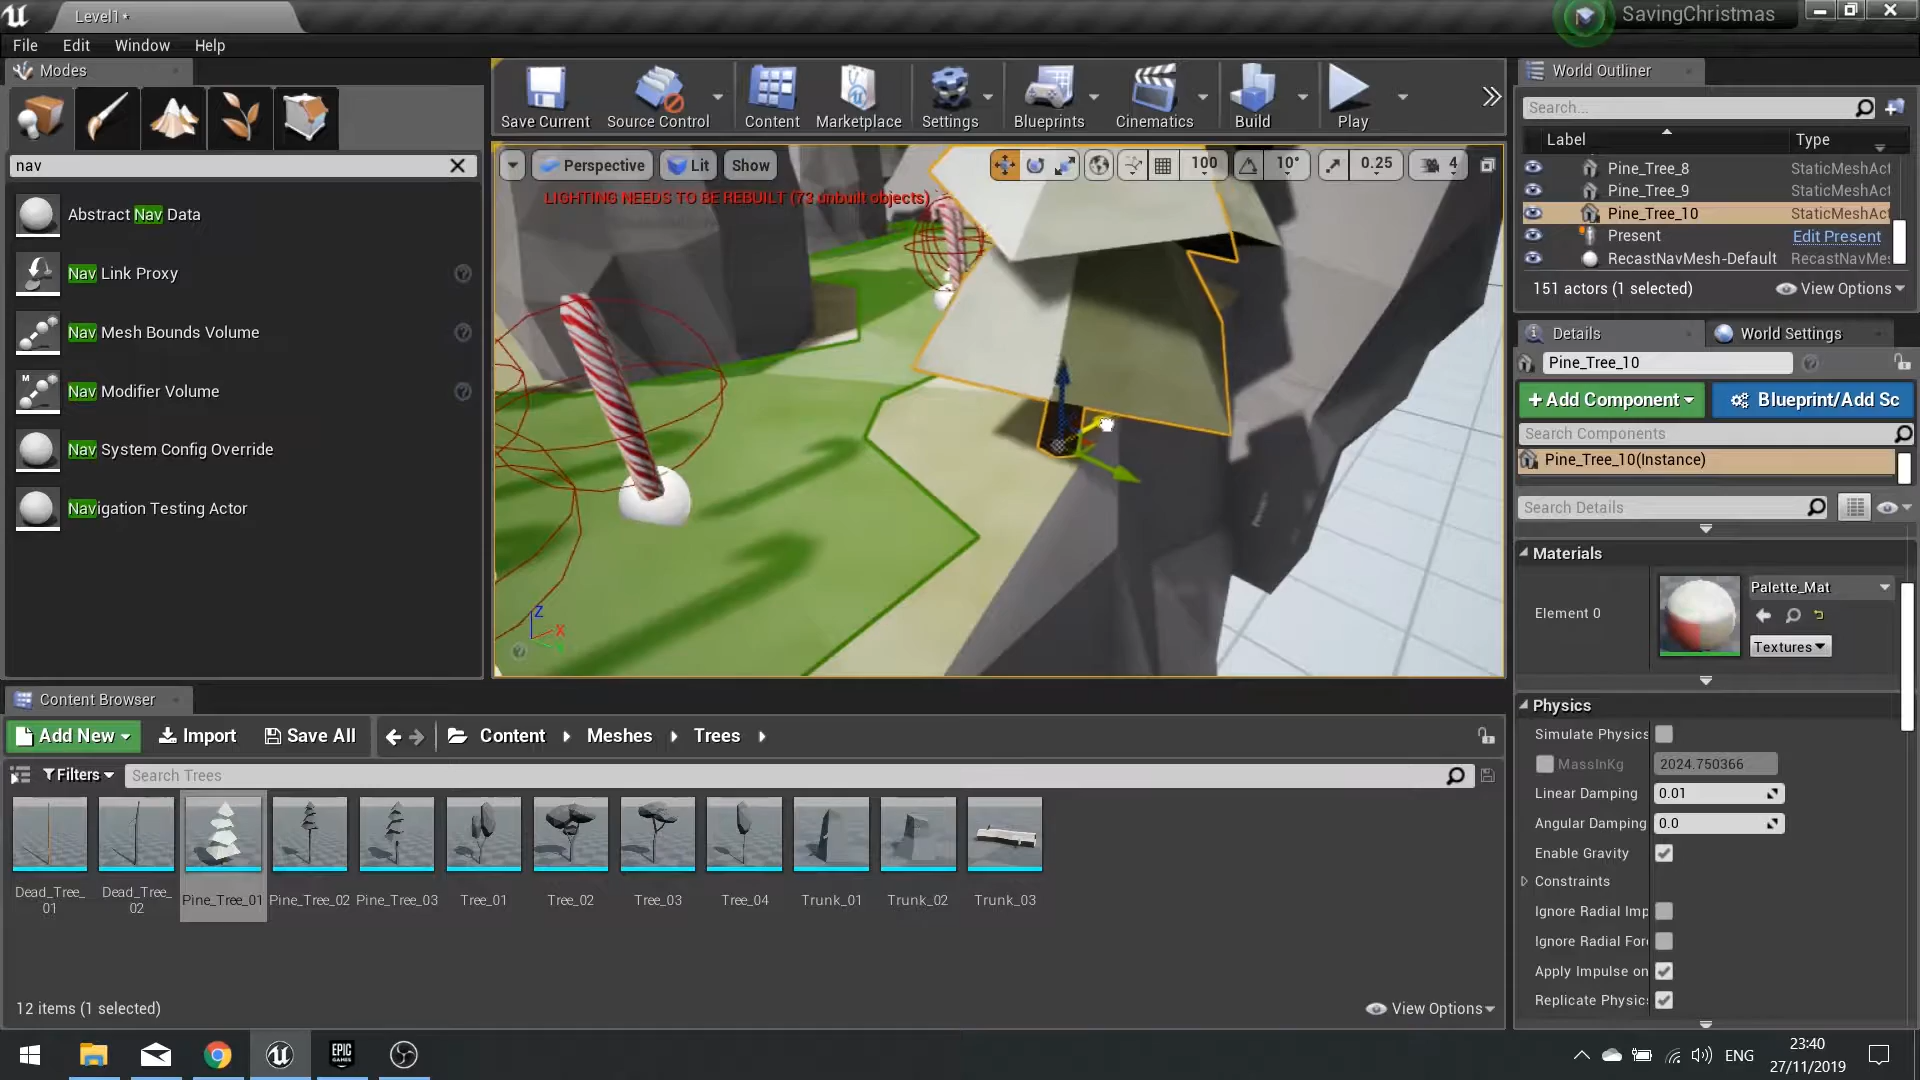 Level1*
SavingChristmas
File Edit Window Help
Modes
nav
Abstract Nav Data
Nav Link Proxy
Nav Mesh Bounds Volume
Nav Modifier Volume
Nav System Config Override
Navigation Testing Actor
Save Current Source Control Content Marketplace Settings Blueprints Cinematics Build Play
Perspective Lit Show 100 10° 0.25 4
LIGHTING NEEDS TO BE REBUILT (73 unbuilt objects)
Z
X
World Outliner
Search...
Label Type
Pine_Tree_8 StaticMeshAct
Pine_Tree_9 StaticMeshAct
Pine_Tree_10 StaticMeshAct
Present Edit Present
RecastNavMesh-Default RecastNavMes
151 actors (1 selected) View Options
Details World Settings
Pine_Tree_10
+Add Component Blueprint/Add Sc
Search Components
Pine_Tree_10(Instance)
Search Details
Materials
Element 0 Palette_Mat
Textures
Physics
Simulate Physics
MassInKg 2024.750366
Linear Damping 0.01
Angular Damping 0.0
Enable Gravity
Constraints
Ignore Radial Imp
Ignore Radial For
Apply Impulse on
Replicate Physics
Content Browser
Add New Import Save All Content Meshes Trees
Filters Search Trees
Dead_Tree_01
Dead_Tree_02
Pine_Tree_01
Pine_Tree_02
Pine_Tree_03
Tree_01
Tree_02
Tree_03
Tree_04
Trunk_01
Trunk_02
Trunk_03
12 items (1 selected) View Options
EPIC
GAMES
ENG
23:40
27/11/2019